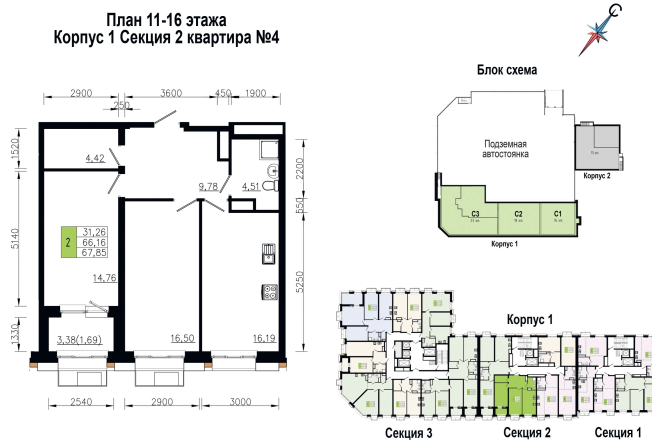 План 11-16 этажа
Корпус 1 Секция 2 квартира №4
2900
250
3600
450
1900
1520
5140
1330
4,42
9,78
4,51
2200
550
5250
2
31,26
66,16
67,85
14,76
3,38(1,69)
16,50
16,19
2540
2900
3000
С
Блок схема
Подземная
автостоянка
Корпус 2
С3
С2
С1
Корпус 1
Корпус 1
Секция 3
Секция 2
Секция 1